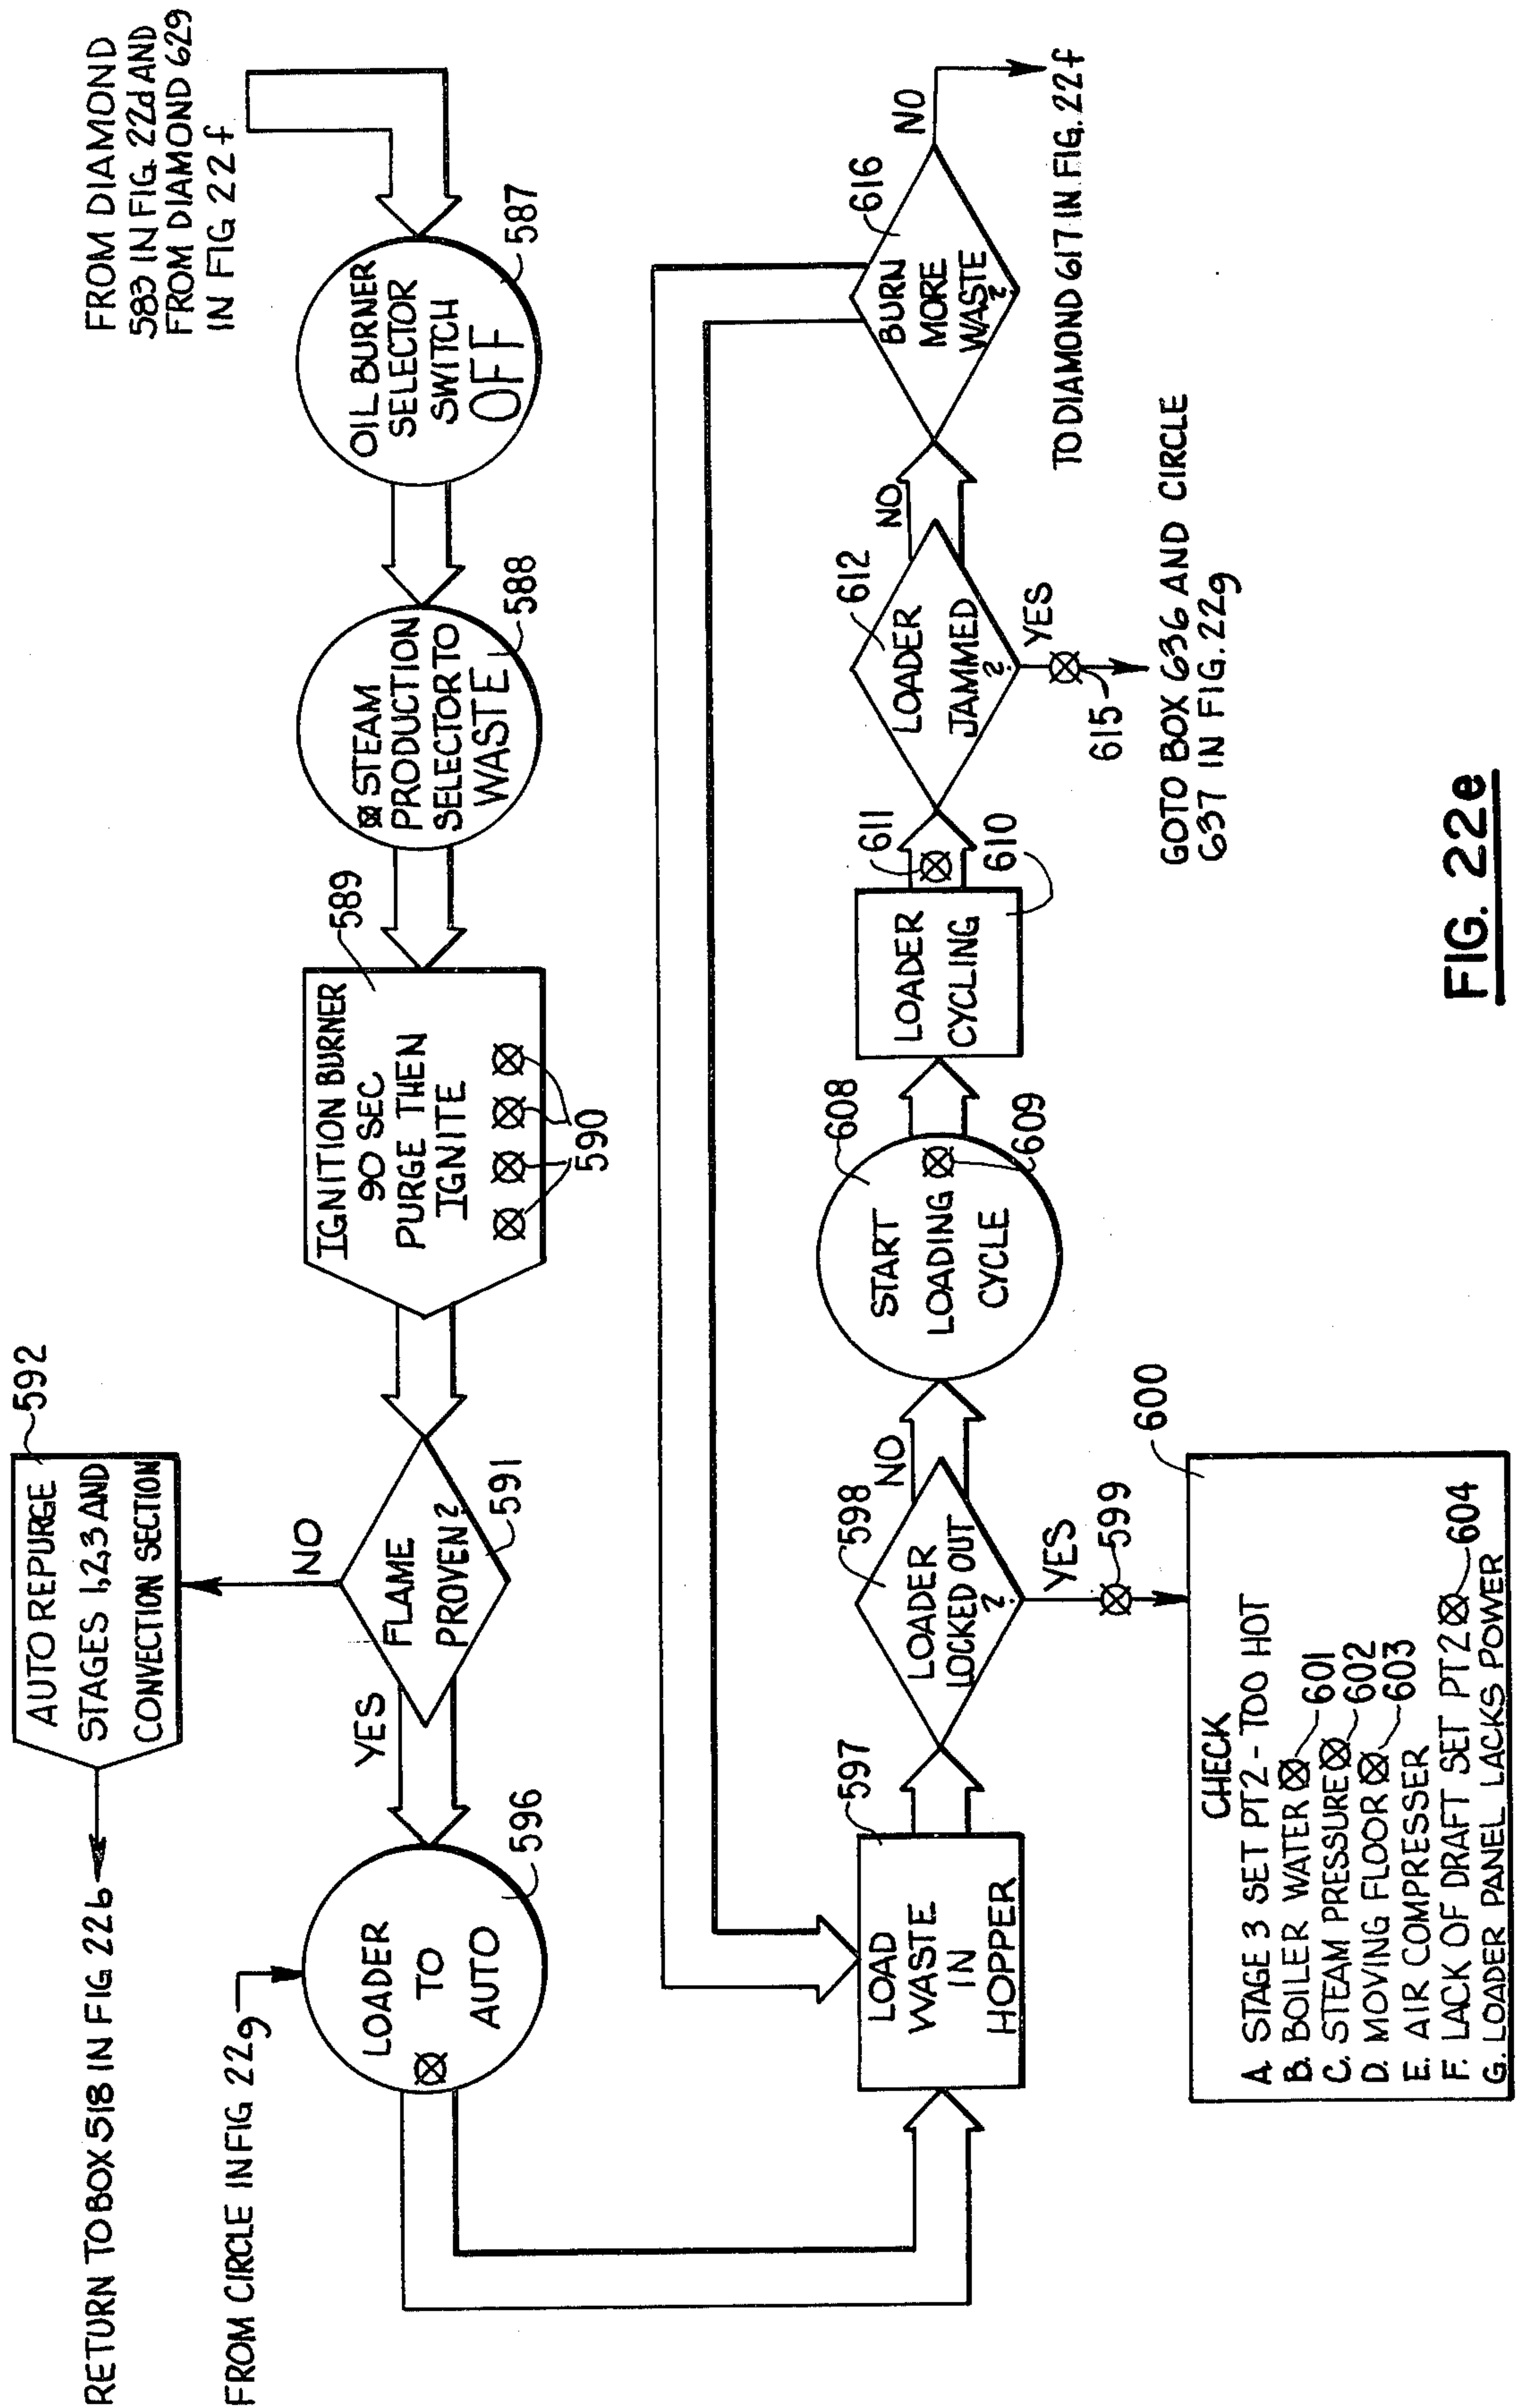 FROM DIAMOND
583 IN FIG. 22d AND
FROM DIAMOND 629
IN FIG 22f
OIL BURNER
SELECTOR
SWITCH
OFF
587
STEAM
PRODUCTION
SELECTOR TO
WASTE
588
IGNITION BURNER
90 SEC
PURGE THEN
IGNITE
589
590
FLAME
PROVEN?
591
NO
AUTO REPURGE
STAGES 1,2,3 AND
CONVECTION SECTION
592
RETURN TO BOX 518 IN FIG 22b
YES
FROM CIRCLE IN FIG 22g
LOADER
TO
AUTO
596
LOAD
WASTE
IN
HOPPER
597
LOADER
LOCKED OUT
?
598
YES
599
600
CHECK
A. STAGE 3 SET PT2 - TOO HOT
B. BOILER WATER 601
C. STEAM PRESSURE 602
D. MOVING FLOOR 603
E. AIR COMPRESSER
F. LACK OF DRAFT SET PT2 604
G. LOADER PANEL LACKS POWER
NO
START
LOADING
CYCLE
608
609
LOADER
CYCLING
610
611
LOADER
JAMMED
?
612
YES
615
GO TO BOX 636 AND CIRCLE
637 IN FIG. 22g
NO
BURN
MORE
WASTE
?
616
NO
TO DIAMOND 617 IN FIG. 22f
FIG. 22e